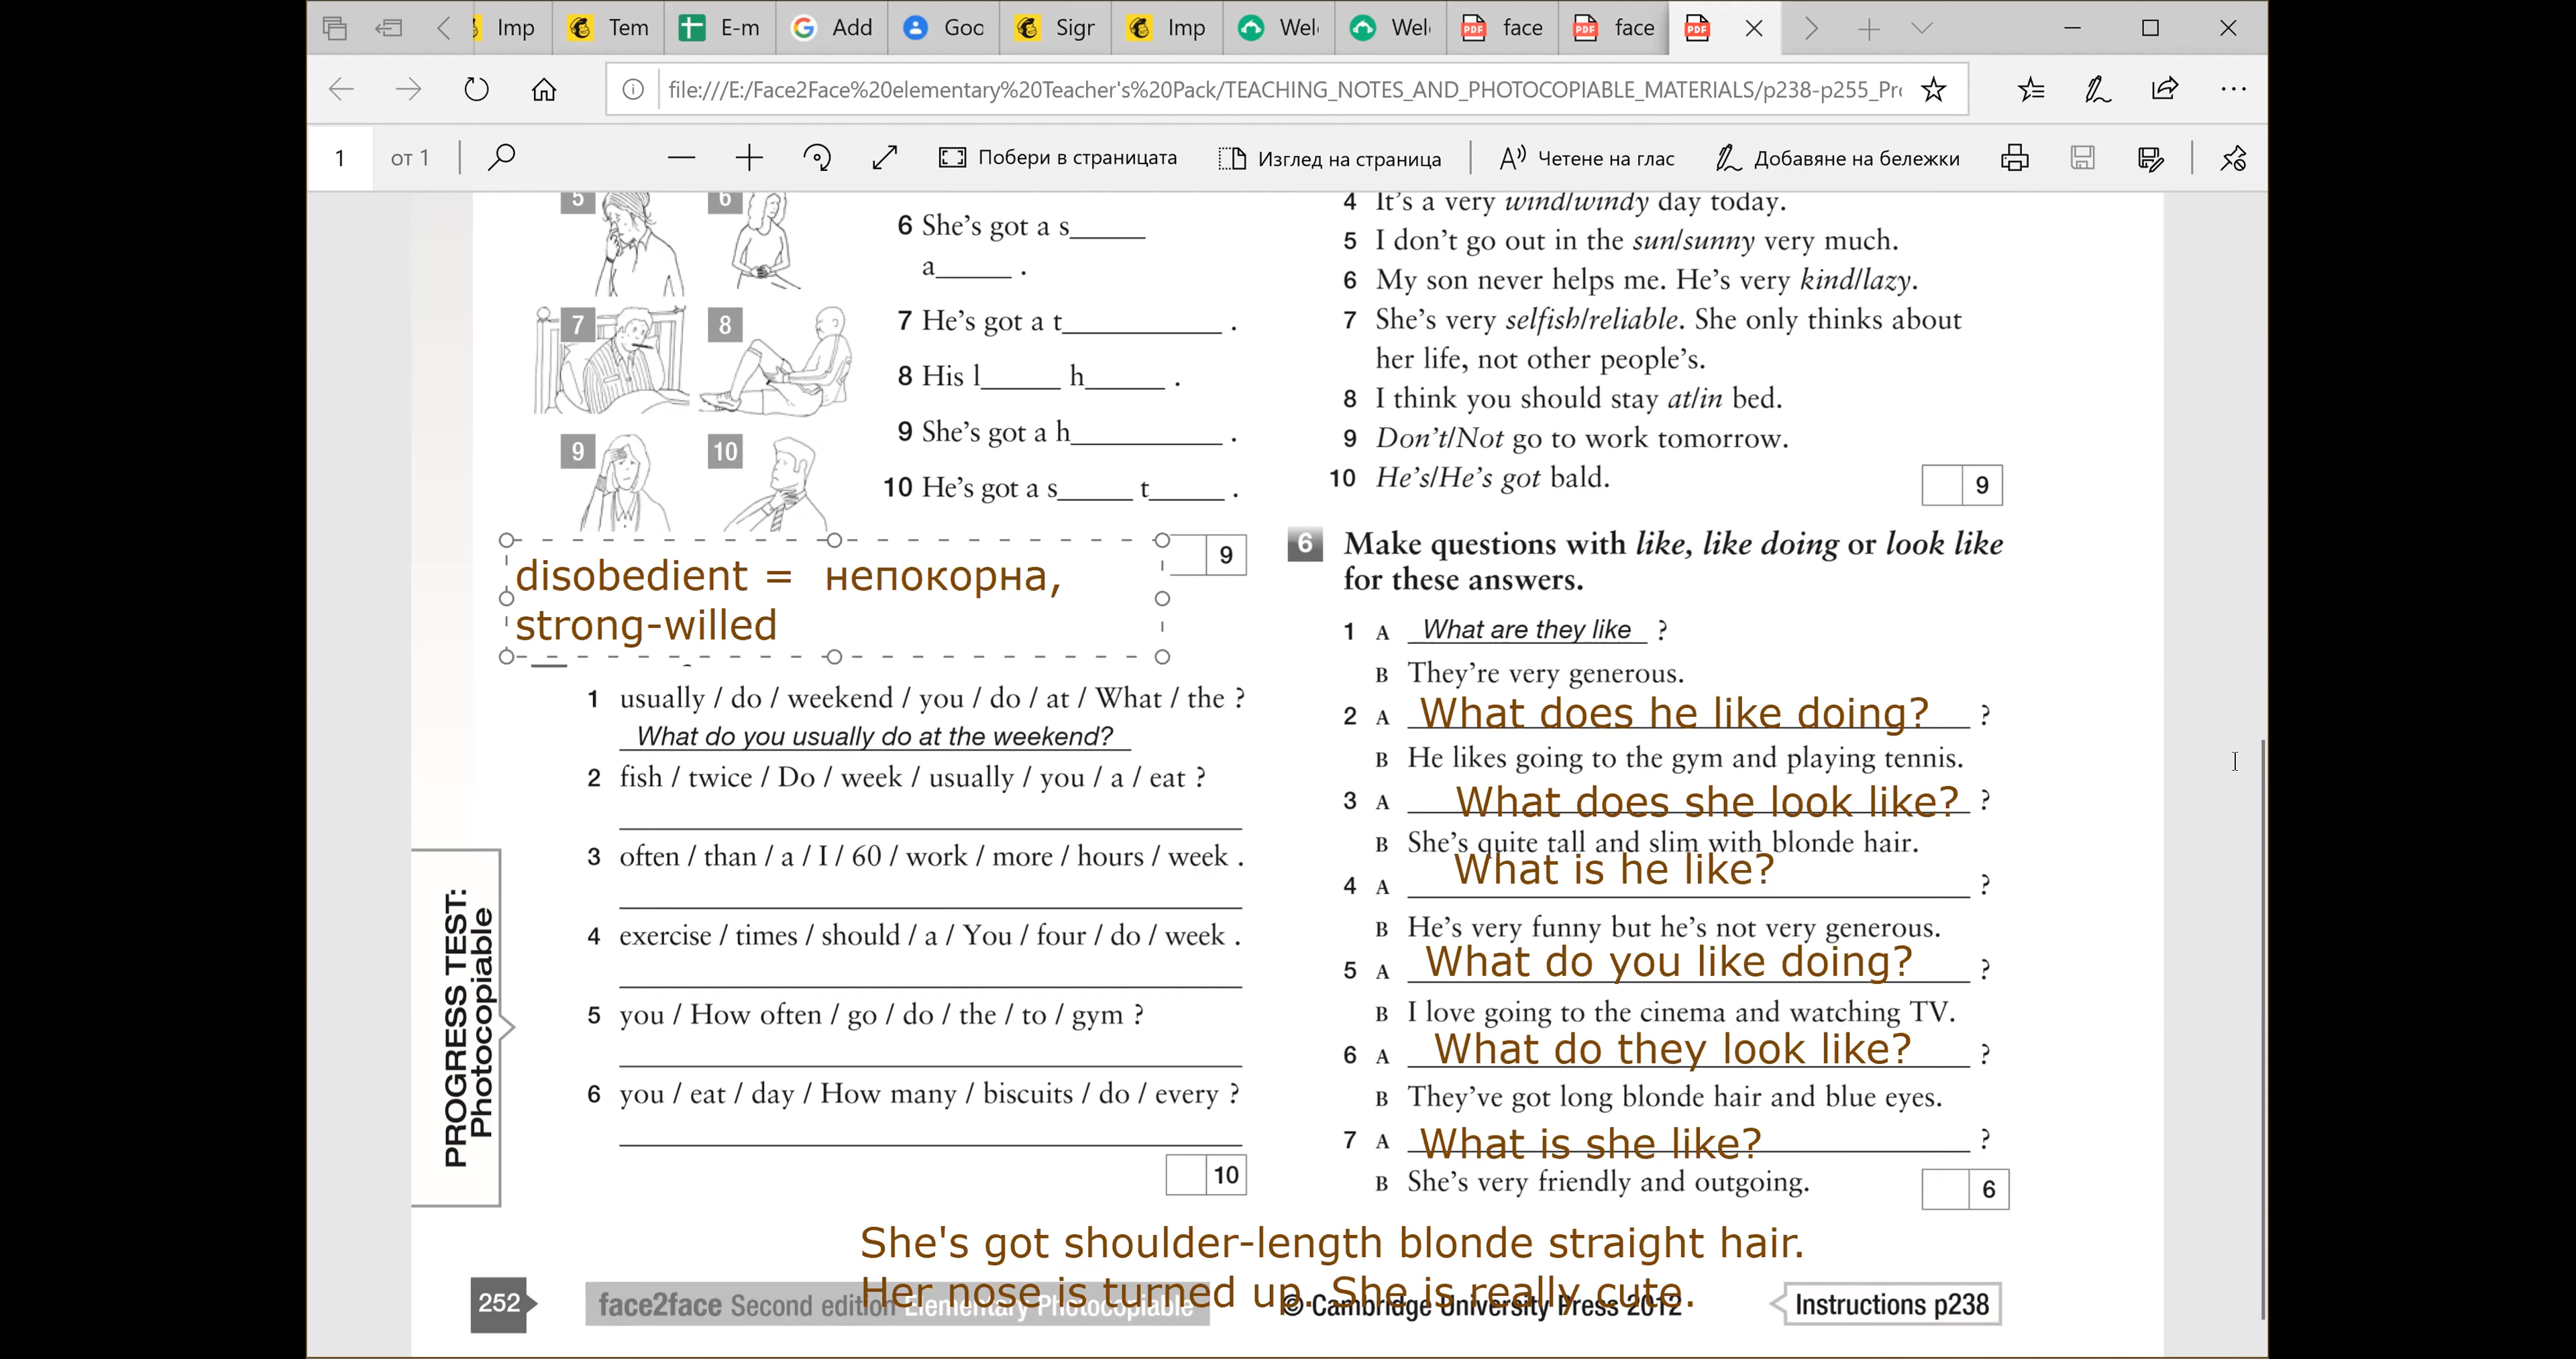 Imp
Tem
E-m
Add
Goc
Sigr
Imp
Wel
Wel
face
face
file:///E:/Face2Face%20elementary%20Teacher's%20Pack/TEACHING_NOTES_AND_PHOTOCOPIABLE_MATERIALS/p238-p255_Pr
1 от 1
Побери в страницата
Изглед на страница
Четене на глас
Добавяне на бележки
5
6
7
8
9
10
6 She's got a s_____
a_____ .
7 He's got a t__________ .
8 His l_____ h_____ .
9 She's got a h__________ .
10 He's got a s_____ t_____ .
9
disobedient = непокорна,
strong-willed
1 usually / do / weekend / you / do / at / What / the ?
What do you usually do at the weekend?
2 fish / twice / Do / week / usually / you / a / eat ?
3 often / than / a / I / 60 / work / more / hours / week .
4 exercise / times / should / a / You / four / do / week .
5 you / How often / go / do / the / to / gym ?
6 you / eat / day / How many / biscuits / do / every ?
10
PROGRESS TEST:
Photocopiable
4 It's a very wind/windy day today.
5 I don't go out in the sun/sunny very much.
6 My son never helps me. He's very kind/lazy.
7 She's very selfish/reliable. She only thinks about
her life, not other people's.
8 I think you should stay at/in bed.
9 Don't/Not go to work tomorrow.
10 He's/He's got bald.
9
6 Make questions with like, like doing or look like
for these answers.
1 A What are they like ?
B They're very generous.
2 A What does he like doing? ?
B He likes going to the gym and playing tennis.
3 A What does she look like? ?
B She's quite tall and slim with blonde hair.
4 A What is he like? ?
B He's very funny but he's not very generous.
5 A What do you like doing? ?
B I love going to the cinema and watching TV.
6 A What do they look like? ?
B They've got long blonde hair and blue eyes.
7 A What is she like? ?
B She's very friendly and outgoing.
6
She's got shoulder-length blonde straight hair.
Her nose is turned up. She is really cute.
252 face2face Second edition Elementary Photocopiable © Cambridge University Press 2012 Instructions p238